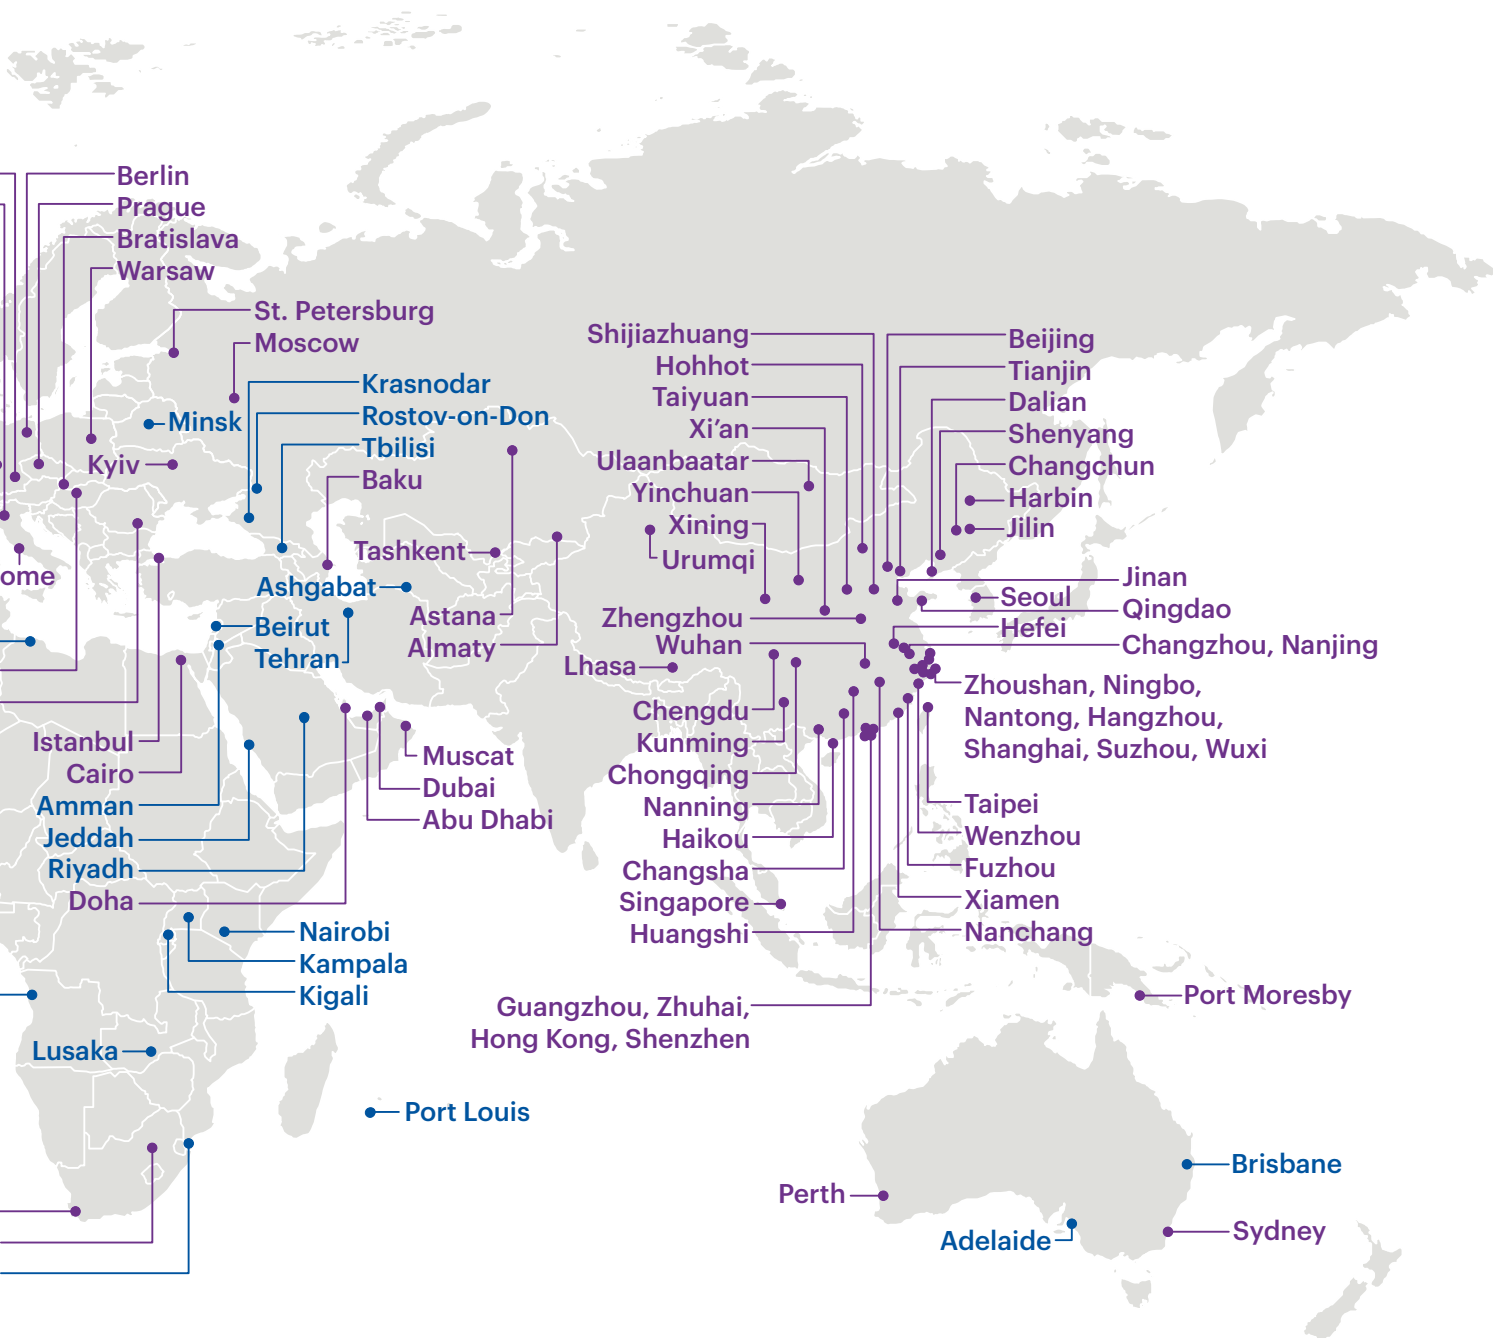 Berlin
Prague
Bratislava
Warsaw
St. Petersburg
Moscow
Krasnodar
Rostov-on-Don
Tbilisi
Baku
Minsk
Kyiv
ome
Tashkent
Ashgabat
Astana
Almaty
Beirut
Tehran
Istanbul
Cairo
Amman
Jeddah
Riyadh
Doha
Muscat
Dubai
Abu Dhabi
Nairobi
Kampala
Kigali
Lusaka
Port Louis
Shijiazhuang
Hohhot
Taiyuan
Xi’an
Ulaanbaatar
Yinchuan
Xining
Urumqi
Zhengzhou
Wuhan
Lhasa
Chengdu
Kunming
Chongqing
Nanning
Haikou
Changsha
Singapore
Huangshi
Guangzhou, Zhuhai,
Hong Kong, Shenzhen
Beijing
Tianjin
Dalian
Shenyang
Changchun
Harbin
Jilin
Jinan
Seoul
Qingdao
Hefei
Changzhou, Nanjing
Zhoushan, Ningbo,
Nantong, Hangzhou,
Shanghai, Suzhou, Wuxi
Taipei
Wenzhou
Fuzhou
Xiamen
Nanchang
Port Moresby
Brisbane
Perth
Adelaide
Sydney